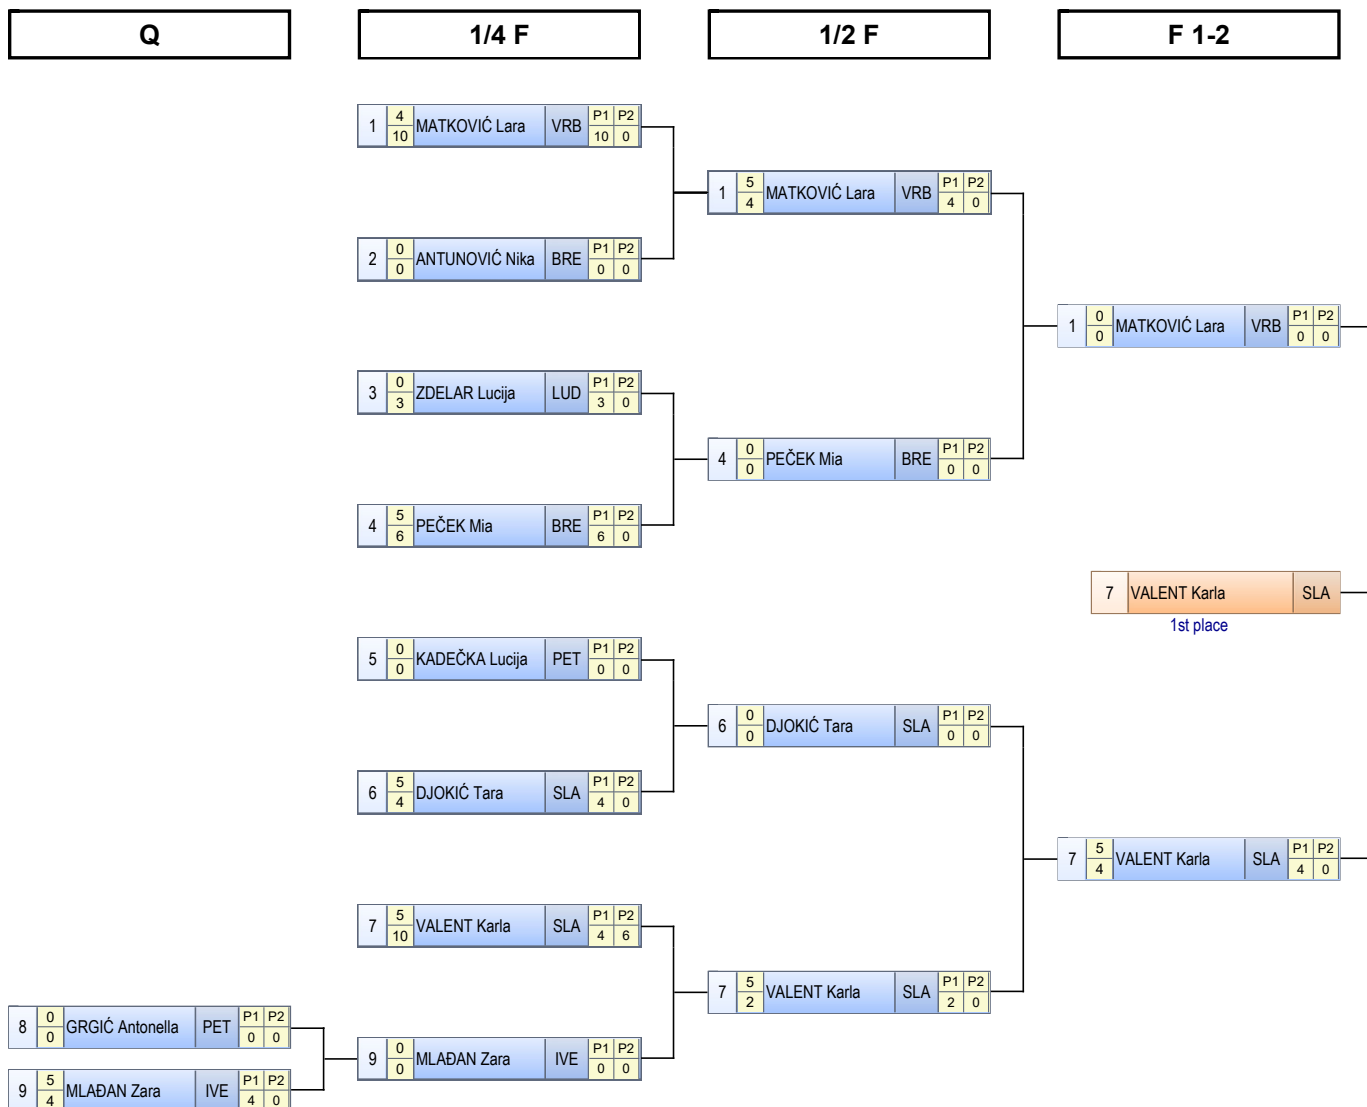 Q 1/4 F 1/2 F F 1-2
1 4 10 MATKOVIĆ Lara VRB P1 P2 10 0
1 5 4 MATKOVIĆ Lara VRB P1 P2 4 0
2 0 0 ANTUNOVIĆ Nika BRE P1 P2 0 0
1 0 0 MATKOVIĆ Lara VRB P1 P2 0 0
3 0 3 ZDELAR Lucija LUD P1 P2 3 0
4 0 0 PEČEK Mia BRE P1 P2 0 0
4 5 6 PEČEK Mia BRE P1 P2 6 0
7 VALENT Karla SLA
1st place
5 0 0 KADEČKA Lucija PET P1 P2 0 0
6 0 0 DJOKIĆ Tara SLA P1 P2 0 0
6 5 4 DJOKIĆ Tara SLA P1 P2 4 0
7 5 4 VALENT Karla SLA P1 P2 4 0
7 5 10 VALENT Karla SLA P1 P2 4 6
7 5 2 VALENT Karla SLA P1 P2 2 0
8 0 0 GRGIĆ Antonella PET P1 P2 0 0
9 0 0 MLAĐAN Zara IVE P1 P2 0 0
9 5 4 MLAĐAN Zara IVE P1 P2 4 0